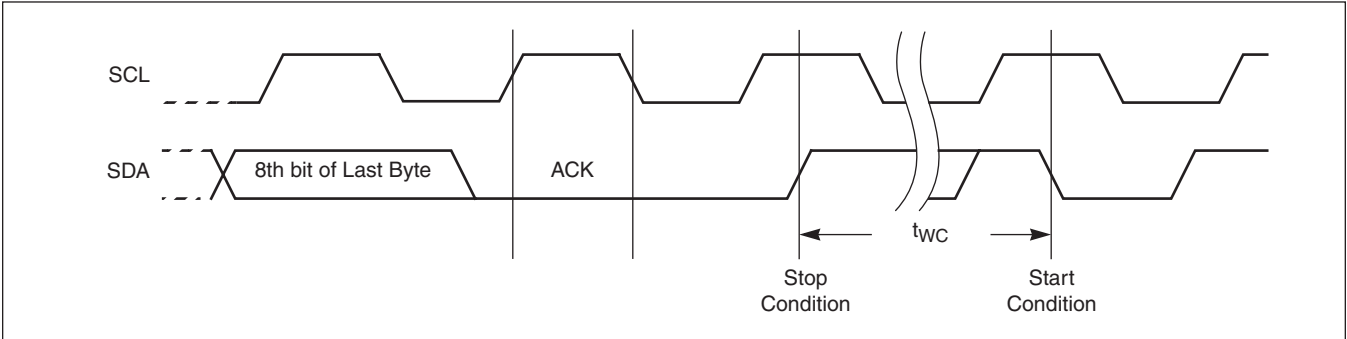 SCL
SDA
8th bit of Last Byte
ACK
tWC
Stop
Condition
Start
Condition